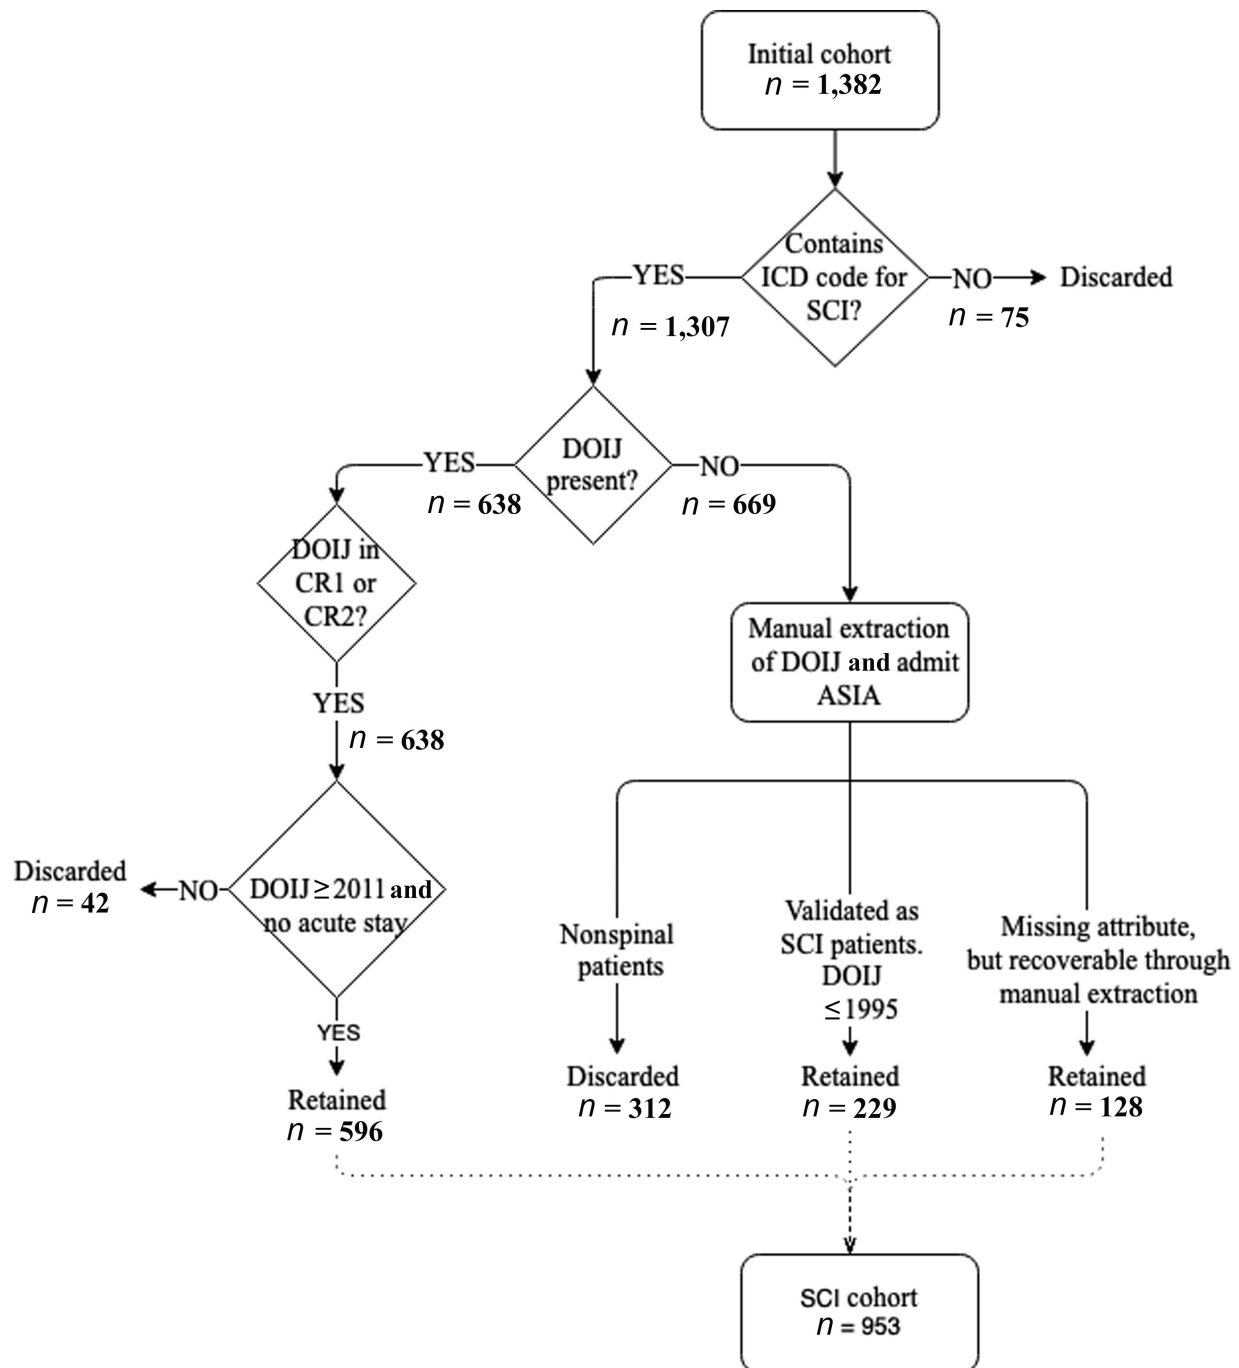 Initial cohort
n = 1,382
Contains
ICD code for
SCI?
YES
n = 1,307
NO
n = 75
Discarded
DOIJ
present?
YES
n = 638
NO
n = 669
DOIJ in
CR1 or
CR2?
YES
n = 638
Manual extraction
of DOIJ and admit
ASIA
DOIJ ≥ 2011 and
no acute stay
NO
Discarded
n = 42
YES
Retained
n = 596
Nonspinal
patients
Discarded
n = 312
Validated as
SCI patients.
DOIJ
≤1995
Retained
n = 229
Missing attribute,
but recoverable through
manual extraction
Retained
n = 128
SCI cohort
n = 953